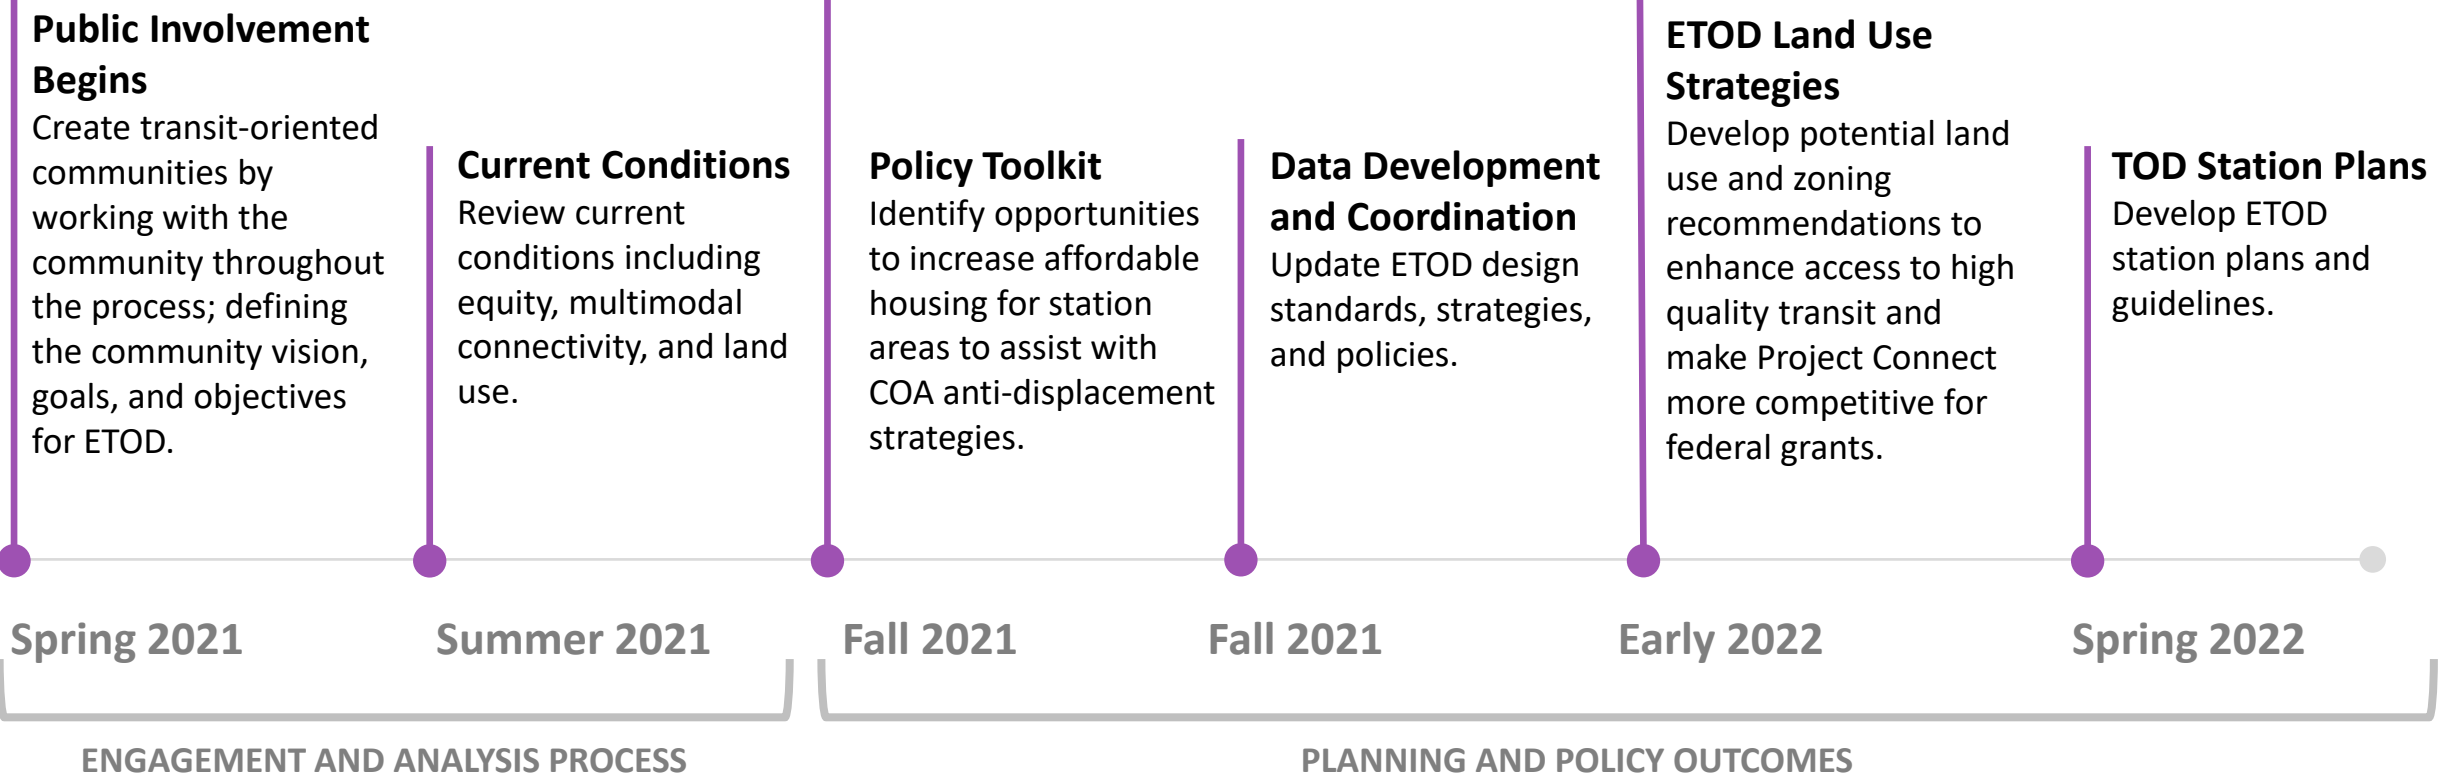 Public Involvement
Begins
Create transit-oriented
communities by
working with the
community throughout
the process; defining
the community vision,
goals, and objectives
for ETOD.
Current Conditions
Review current
conditions including
equity, multimodal
connectivity, and land
use.
Policy Toolkit
Identify opportunities
to increase affordable
housing for station
areas to assist with
COA anti-displacement
strategies.
Data Development
and Coordination
Update ETOD design
standards, strategies,
and policies.
ETOD Land Use
Strategies
Develop potential land
use and zoning
recommendations to
enhance access to high
quality transit and
make Project Connect
more competitive for
federal grants.
TOD Station Plans
Develop ETOD
station plans and
guidelines.
Spring 2021
Summer 2021
Fall 2021
Fall 2021
Early 2022
Spring 2022
ENGAGEMENT AND ANALYSIS PROCESS
PLANNING AND POLICY OUTCOMES